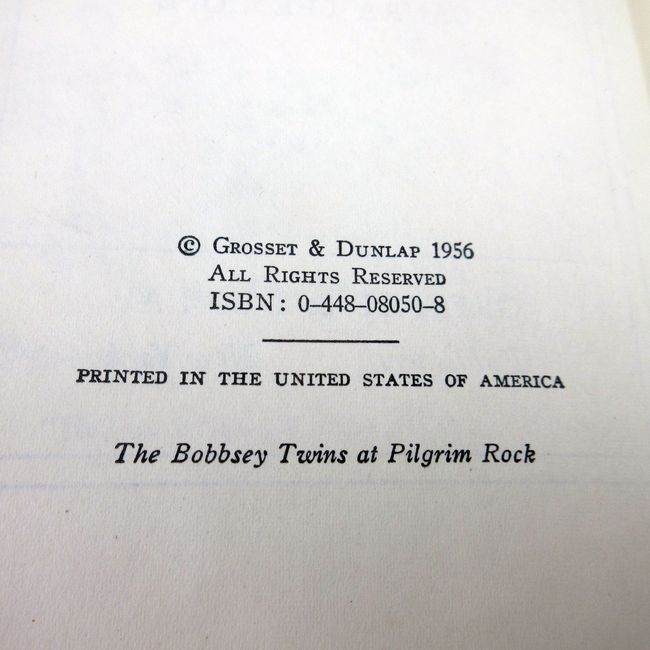 © Grosset & Dunlap 1956
All Rights Reserved
ISBN: 0-448-08050-8
PRINTED IN THE UNITED STATES OF AMERICA
The Bobbsey Twins at Pilgrim Rock